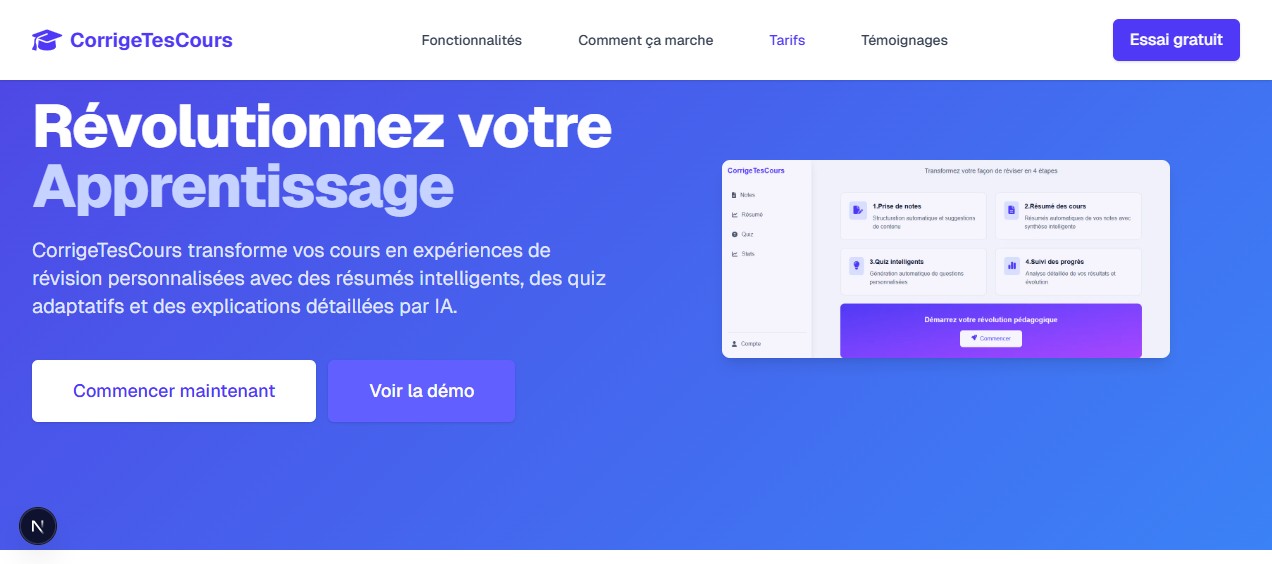 CorrigeTesCours
Fonctionnalités
Comment ça marche
Tarifs
Témoignages
Essai gratuit
Révolutionnez votre
Apprentissage
CorrigeTesCours transforme vos cours en expériences de
révision personnalisées avec des résumés intelligents, des quiz
adaptatifs et des explications détaillées par IA.
Commencer maintenant
Voir la démo
CorrigeTesCours
Notes
Résumé
Quiz
Stats
Compte
Transformez votre façon de réviser en 4 étapes
1.Prise de notes
Structuration automatique et suggestions
de contenu
2.Résumé des cours
Résumés automatiques de vos notes avec
synthèse intelligente
3.Quiz intelligents
Génération automatique de questions
personnalisées
4.Suivi des progrès
Analyse détaillée de vos résultats et
évolution
Démarrez votre révolution pédagogique
Commencer
N